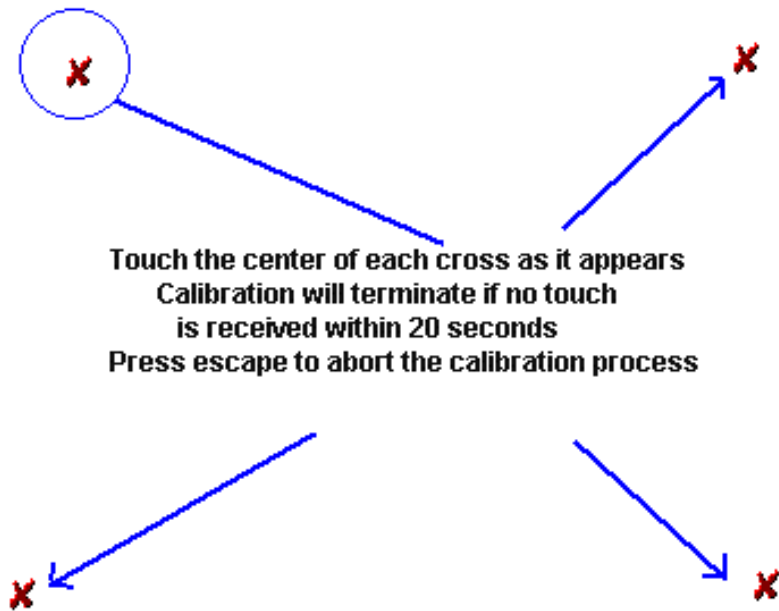 Touch the center of each cross as it appears
Calibration will terminate if no touch
is received within 20 seconds
Press escape to abort the calibration process